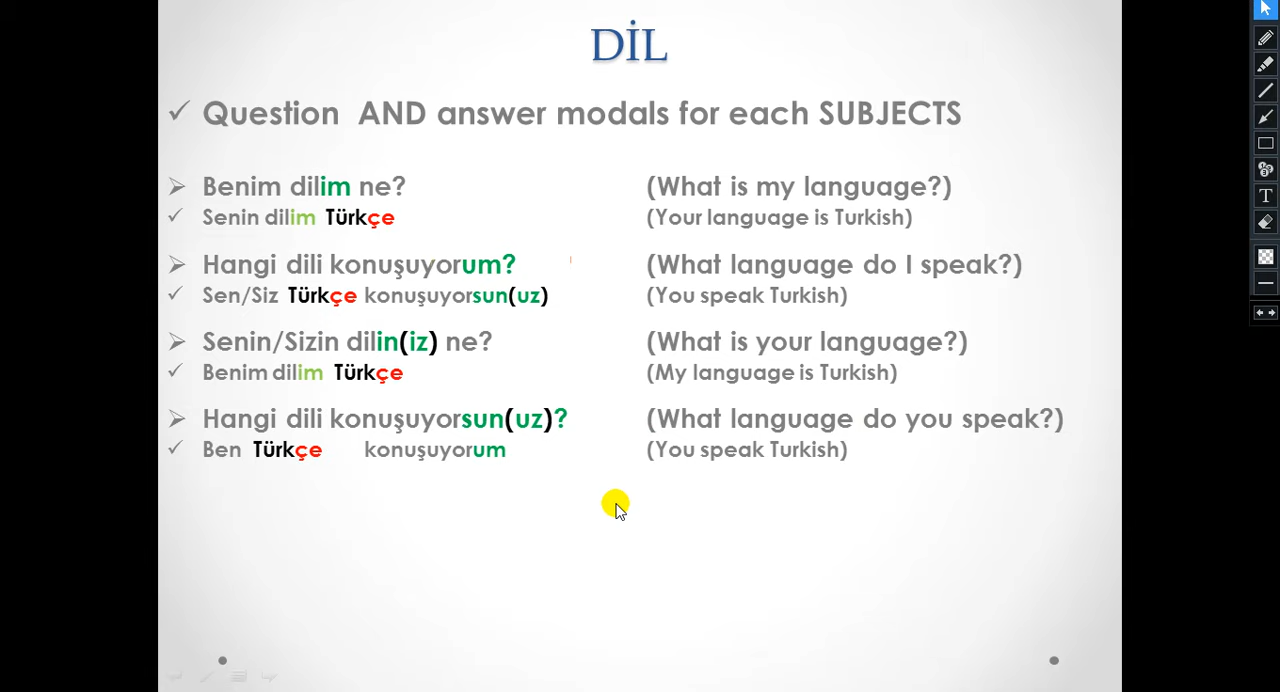 DİL
Question AND answer modals for each SUBJECTS
Benim dilim ne? (What is my language?)
Senin dilim Türkçe (Your language is Turkish)
Hangi dili konuşuyorum? (What language do I speak?)
Sen/Siz Türkçe konuşuyorsun(uz) (You speak Turkish)
Senin/Sizin dilin(iz) ne? (What is your language?)
Benim dilim Türkçe (My language is Turkish)
Hangi dili konuşuyorsun(uz)? (What language do you speak?)
Ben Türkçe konuşuyorum (You speak Turkish)